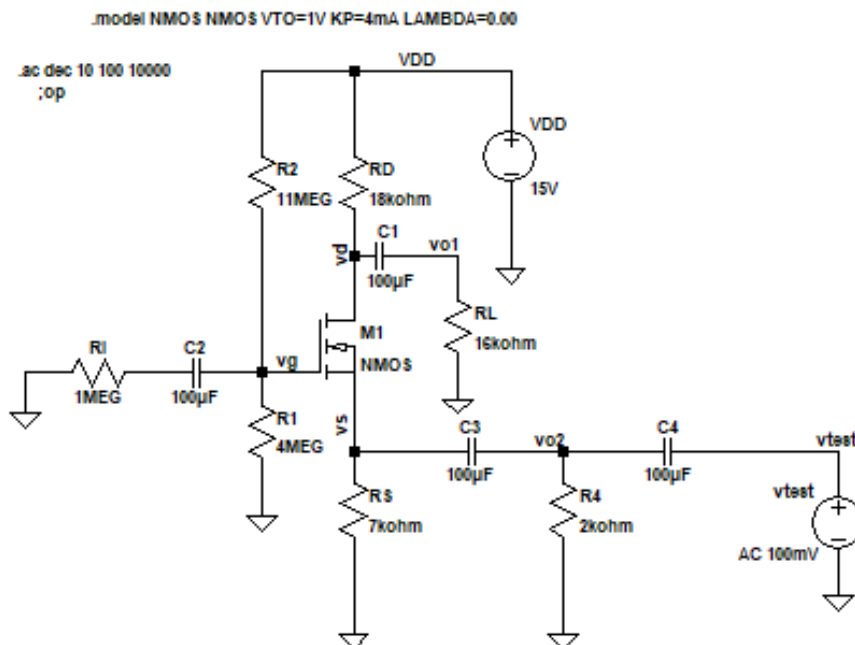 .model NMOS NMOS VTO=1V KP=4mA LAMBDA=0.00
.ac dec 10 100 10000
;op
VDD
VDD
15V
R2
11MEG
RD
18kohm
C1
100µF
vd
vo1
RL
16kohm
M1
NMOS
RI
1MEG
C2
100µF
vg
R1
4MEG
vs
C3
100µF
vo2
C4
100µF
vtest
RS
7kohm
R4
2kohm
vtest
AC 100mV